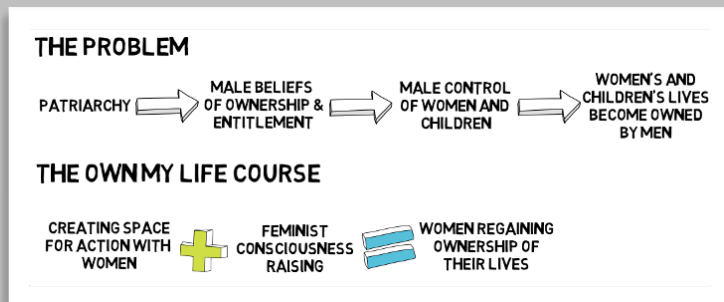 THE PROBLEM
PATRIARCHY
MALE BELIEFS
OF OWNERSHIP &
ENTITLEMENT
MALE CONTROL
OF WOMEN AND
CHILDREN
WOMEN'S AND
CHILDREN'S LIVES
BECOME OWNED
BY MEN
THE OWN MY LIFE COURSE
CREATING SPACE
FOR ACTION WITH
WOMEN
FEMINIST
CONSCIOUSNESS
RAISING
WOMEN REGAINING
OWNERSHIP OF
THEIR LIVES